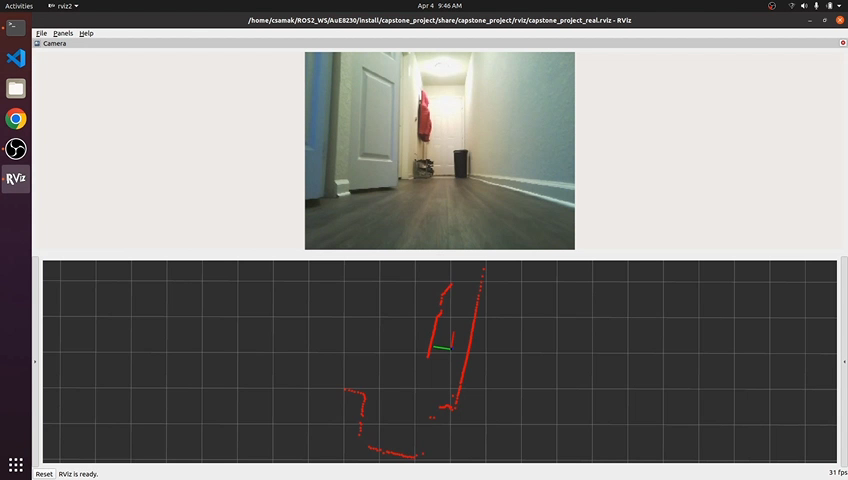 Activities
rviz2
Apr 4 9:46 AM
/home/csamak/ROS2_WS/AuE8230/install/capstone_project/share/capstone_project/rviz/capstone_project_real.rviz - RViz
File Panels Help
Camera
RViz
Reset RViz is ready.
31 fps